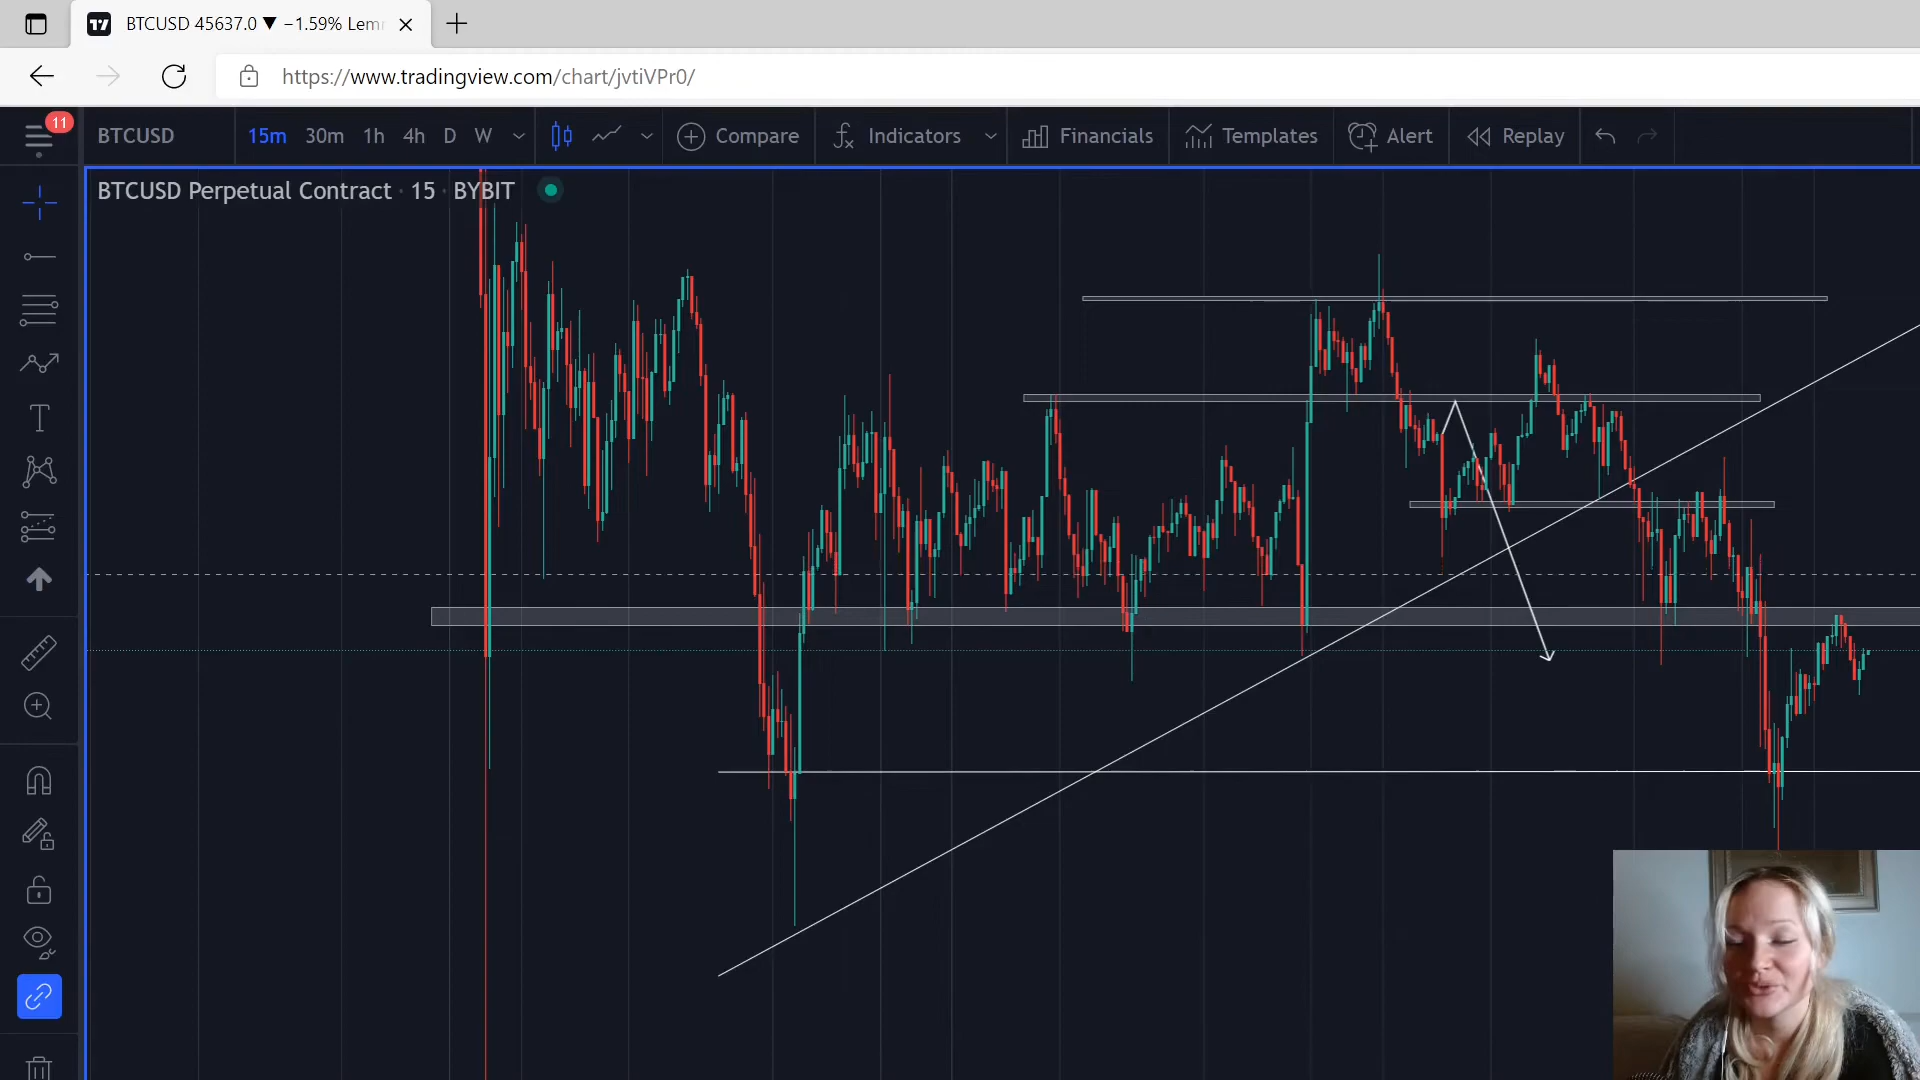 BTCUSD 45637.0 ▼ −1.59% Lem
https://www.tradingview.com/chart/jvtiVPr0/
11
BTCUSD 15m 30m 1h 4h D W Compare Indicators Financials Templates Alert Replay
BTCUSD Perpetual Contract · 15 · BYBIT